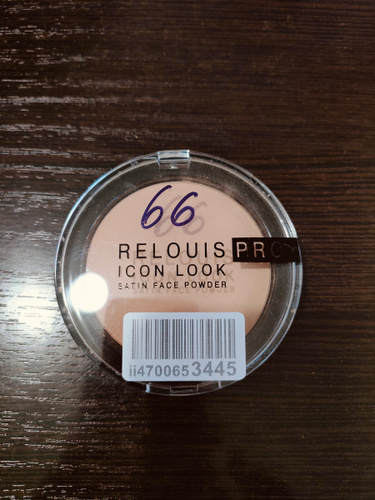 66
RELOUIS PRO
ICON LOOK
SATIN FACE POWDER
ii4700653445